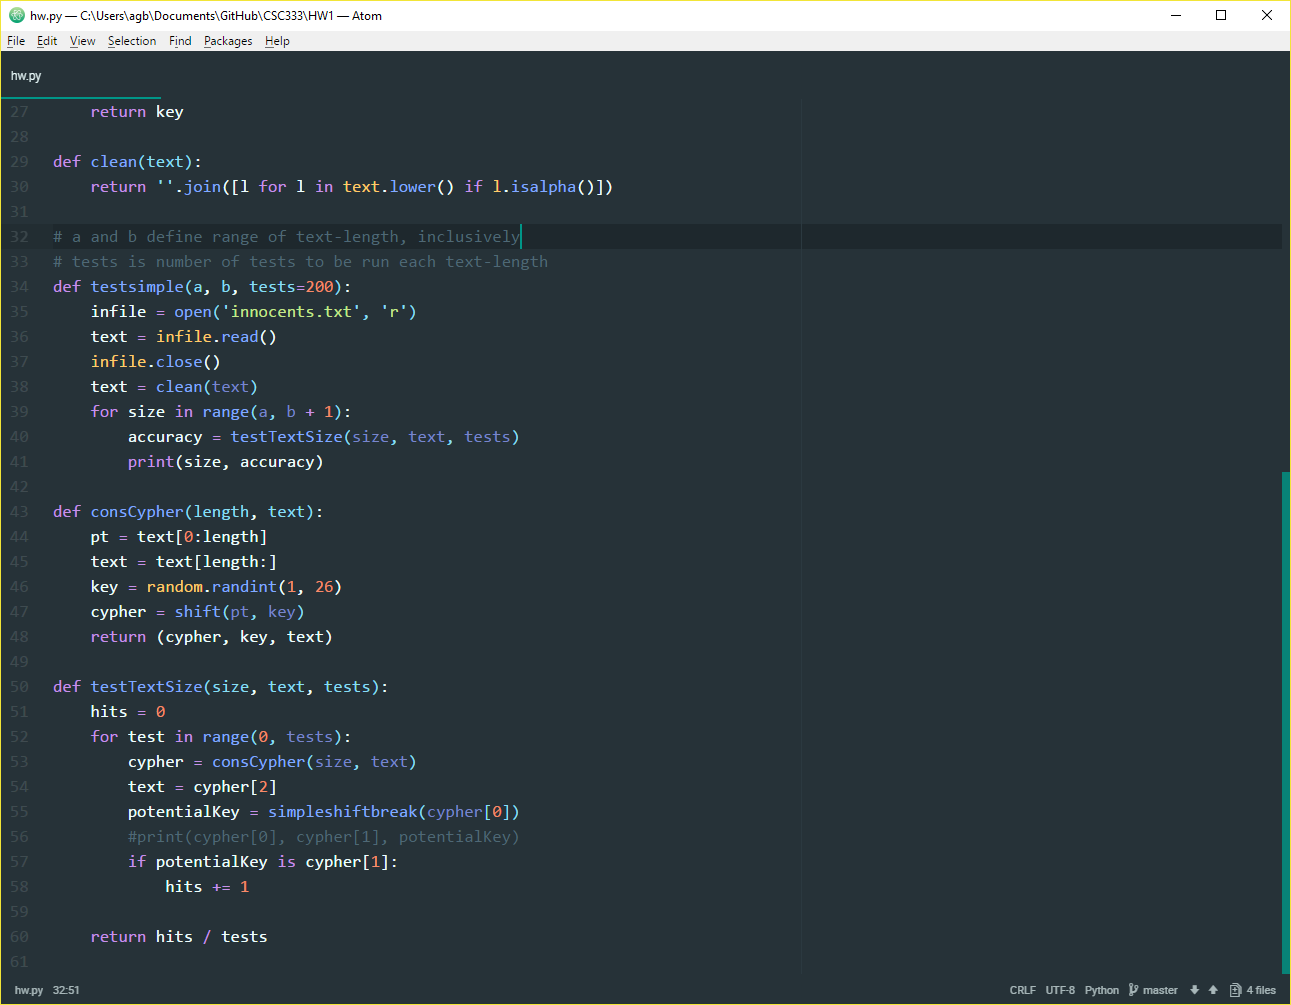 hw.py — C:\Users\agb\Documents\GitHub\CSC333\HW1 — Atom
File Edit View Selection Find Packages Help
hw.py
27 return key
28
29 def clean(text):
30 return ''.join([l for l in text.lower() if l.isalpha()])
31
32 # a and b define range of text-length, inclusively
33 # tests is number of tests to be run each text-length
34 def testsimple(a, b, tests=200):
35 infile = open('innocents.txt', 'r')
36 text = infile.read()
37 infile.close()
38 text = clean(text)
39 for size in range(a, b + 1):
40 accuracy = testTextSize(size, text, tests)
41 print(size, accuracy)
42
43 def consCypher(length, text):
44 pt = text[0:length]
45 text = text[length:]
46 key = random.randint(1, 26)
47 cypher = shift(pt, key)
48 return (cypher, key, text)
49
50 def testTextSize(size, text, tests):
51 hits = 0
52 for test in range(0, tests):
53 cypher = consCypher(size, text)
54 text = cypher[2]
55 potentialKey = simpleshiftbreak(cypher[0])
56 #print(cypher[0], cypher[1], potentialKey)
57 if potentialKey is cypher[1]:
58 hits += 1
59
60 return hits / tests
61
hw.py 32:51 CRLF UTF-8 Python master 4 files